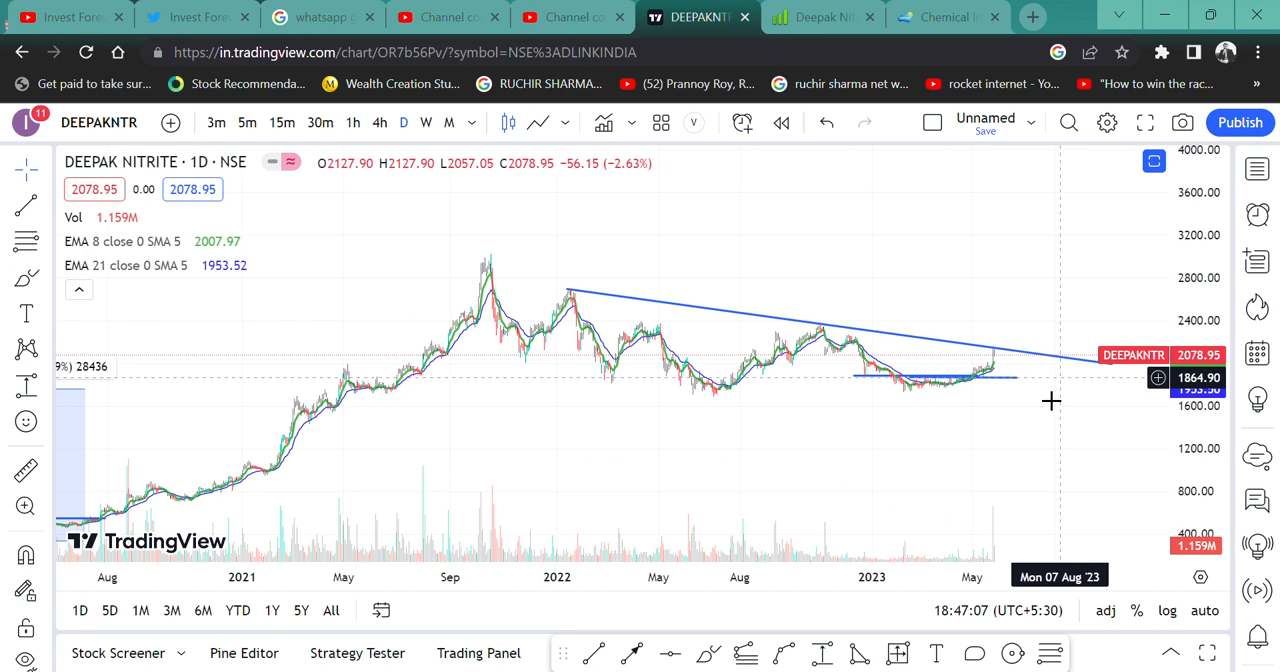 Invest Fore
Invest Fore
whatsapp g
Channel co
Channel co
DEEPAKNTR
Deepak Nit
Chemical I
https://in.tradingview.com/chart/OR7b56Pv/?symbol=NSE%3ADLINKINDIA
Get paid to take sur...
Stock Recommenda...
Wealth Creation Stu...
RUCHIR SHARMA...
(52) Prannoy Roy, R...
ruchir sharma net w...
rocket internet - Yo...
"How to win the rac...
»
I 11
DEEPAKNTR 3m 5m 15m 30m 1h 4h D W M V Unnamed Save Publish
DEEPAK NITRITE · 1D · NSE O2127.90 H2127.90 L2057.05 C2078.95 −56.15 (−2.63%)
2078.95 0.00 2078.95
Vol 1.159M
EMA 8 close 0 SMA 5 2007.97
EMA 21 close 0 SMA 5 1953.52
9%) 28436
4000.00
3600.00
3200.00
2800.00
2400.00
DEEPAKNTR 2078.95
1864.90
1600.00
1200.00
800.00
400.00
1.159M
TradingView
Aug 2021 May Sep 2022 May Aug 2023 May Mon 07 Aug '23
1D 5D 1M 3M 6M YTD 1Y 5Y All 18:47:07 (UTC+5:30) adj % log auto
Stock Screener Pine Editor Strategy Tester Trading Panel